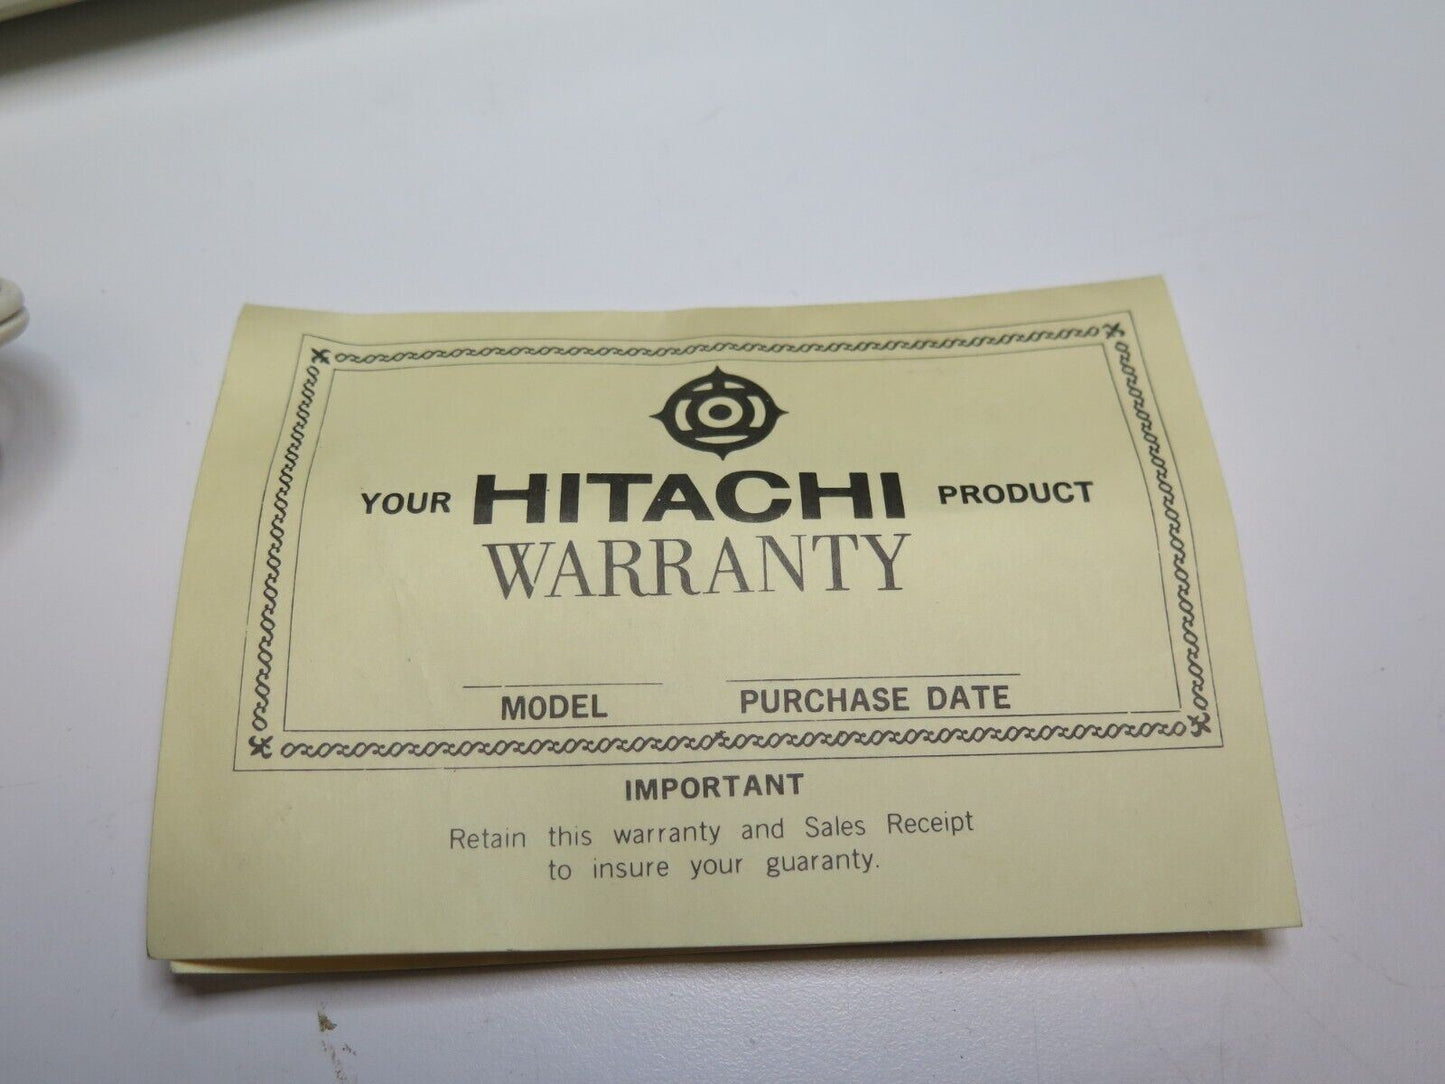 YOUR HITACHI PRODUCT
WARRANTY
MODEL PURCHASE DATE
IMPORTANT
Retain this warranty and Sales Receipt
to insure your guaranty.